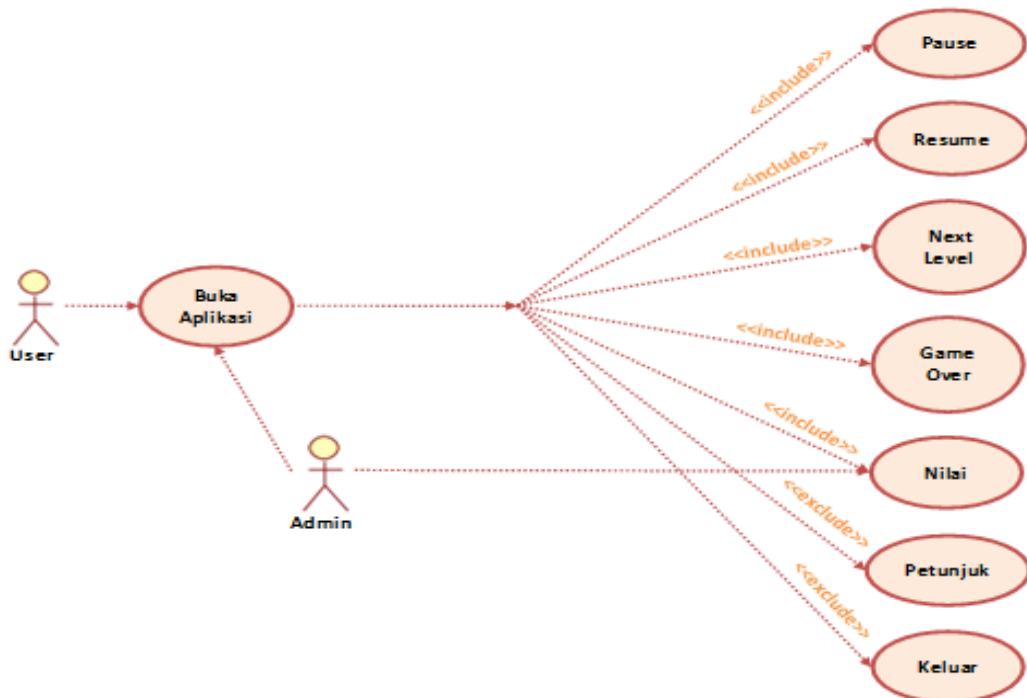 Pause
<<include>>
Resume
<<include>>
Next
Level
<<include>>
User
Buka
Aplikasi
Game
Over
<<include>>
Admin
Nilai
<<include>>
Petunjuk
<<exclude>>
Keluar
<<exclude>>